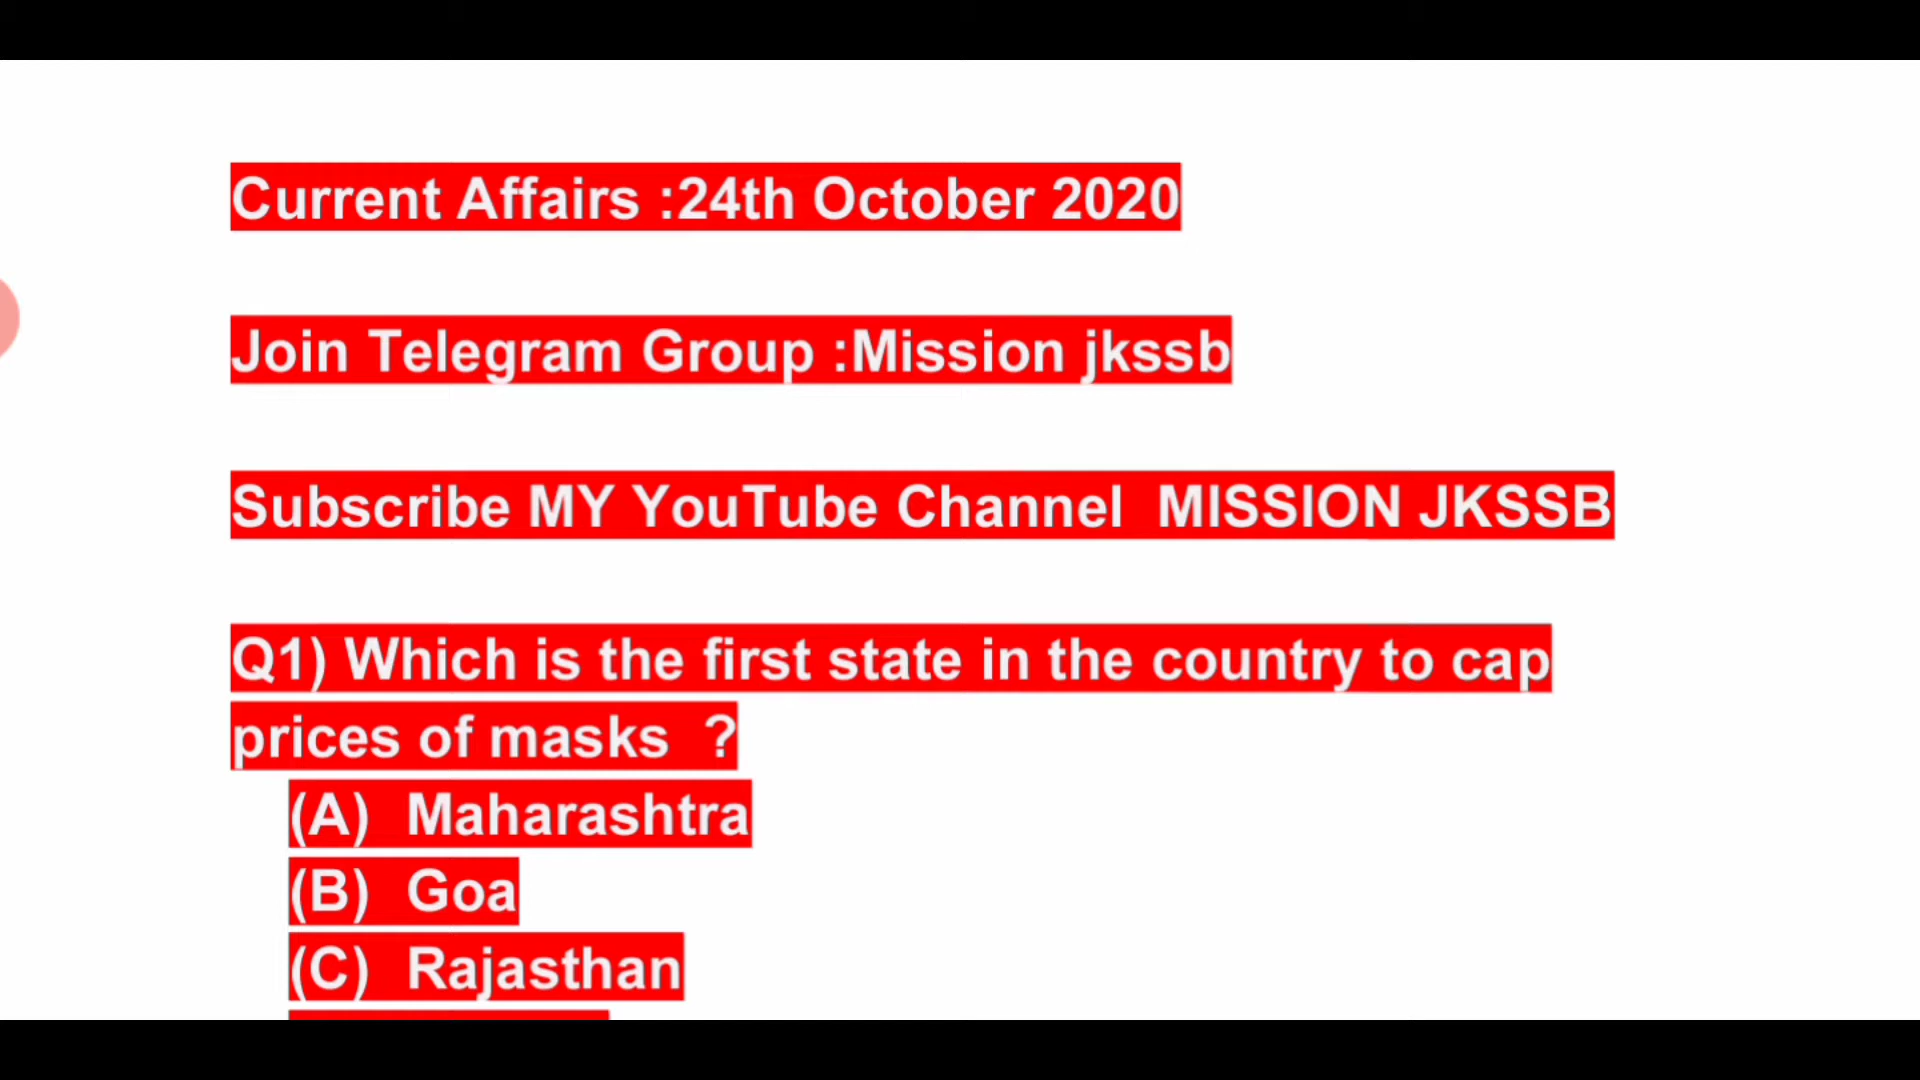 Current Affairs :24th October 2020
Join Telegram Group :Mission jkssb
Subscribe MY YouTube Channel  MISSION JKSSB
Q1) Which is the first state in the country to cap
prices of masks  ?
(A)  Maharashtra
(B)  Goa
(C)  Rajasthan